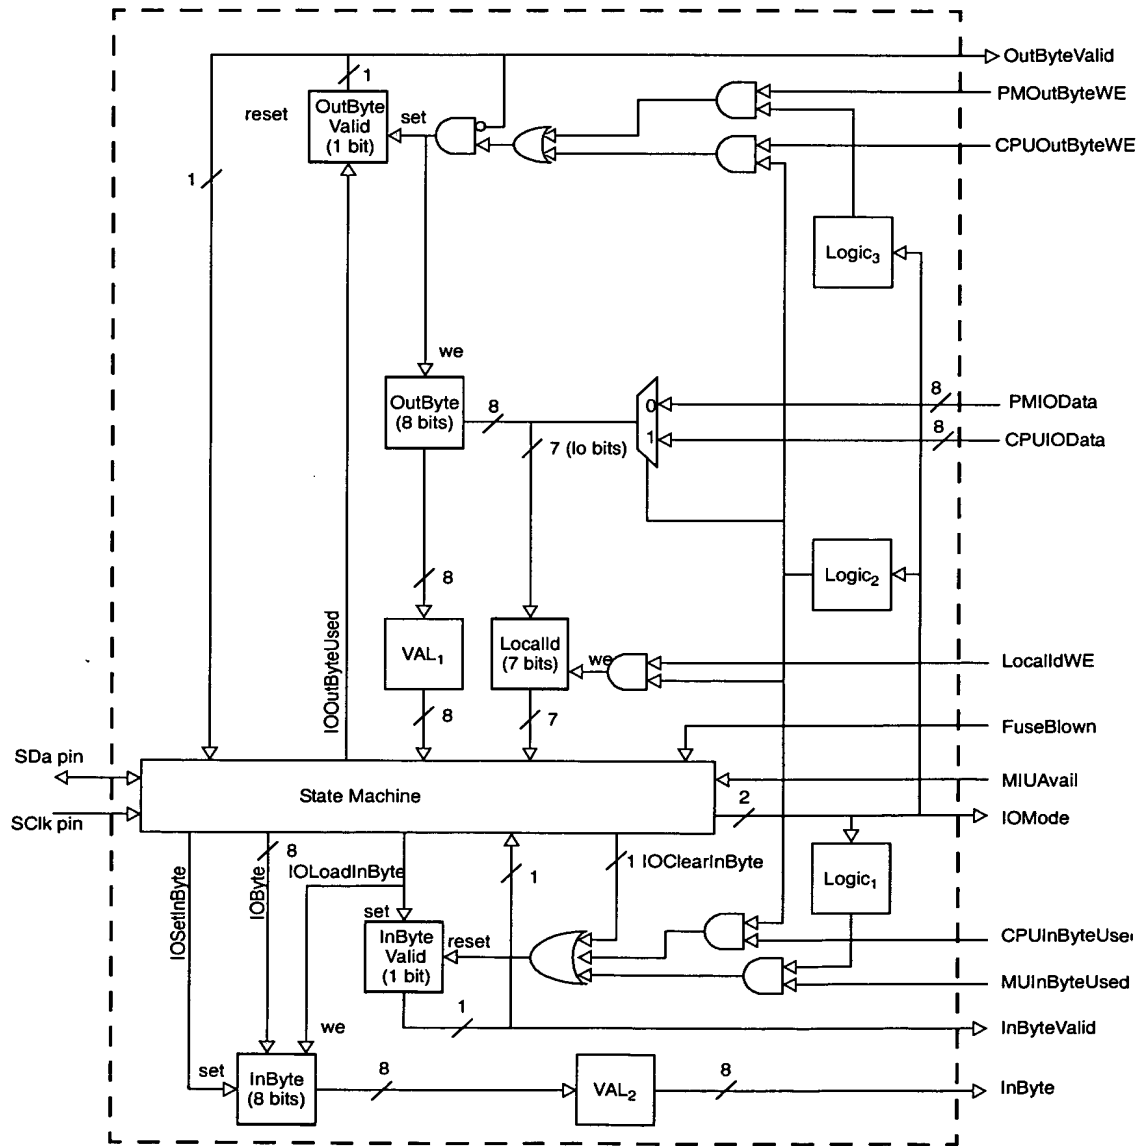 OutByteValid
1
reset
OutByte
Valid
(1 bit)
set
PMOutByteWE
CPUOutByteWE
1
Logic3
we
OutByte
(8 bits)
8
7 (lo bits)
0
1
8
PMIOData
8
CPUIOData
Logic2
8
IOOutByteUsed
VAL1
LocalId
(7 bits)
we
LocalIdWE
8
7
FuseBlown
SDa pin
State Machine
MIUAvail
SClk pin
2
IOMode
IOSetInByte
IOByte
8
IOLoadInByte
1
1
IOClearInByte
Logic1
set
InByte
Valid
(1 bit)
reset
CPUInByteUse
MUInByteUsed
1
InByteValid
we
set
InByte
(8 bits)
8
VAL2
8
InByte